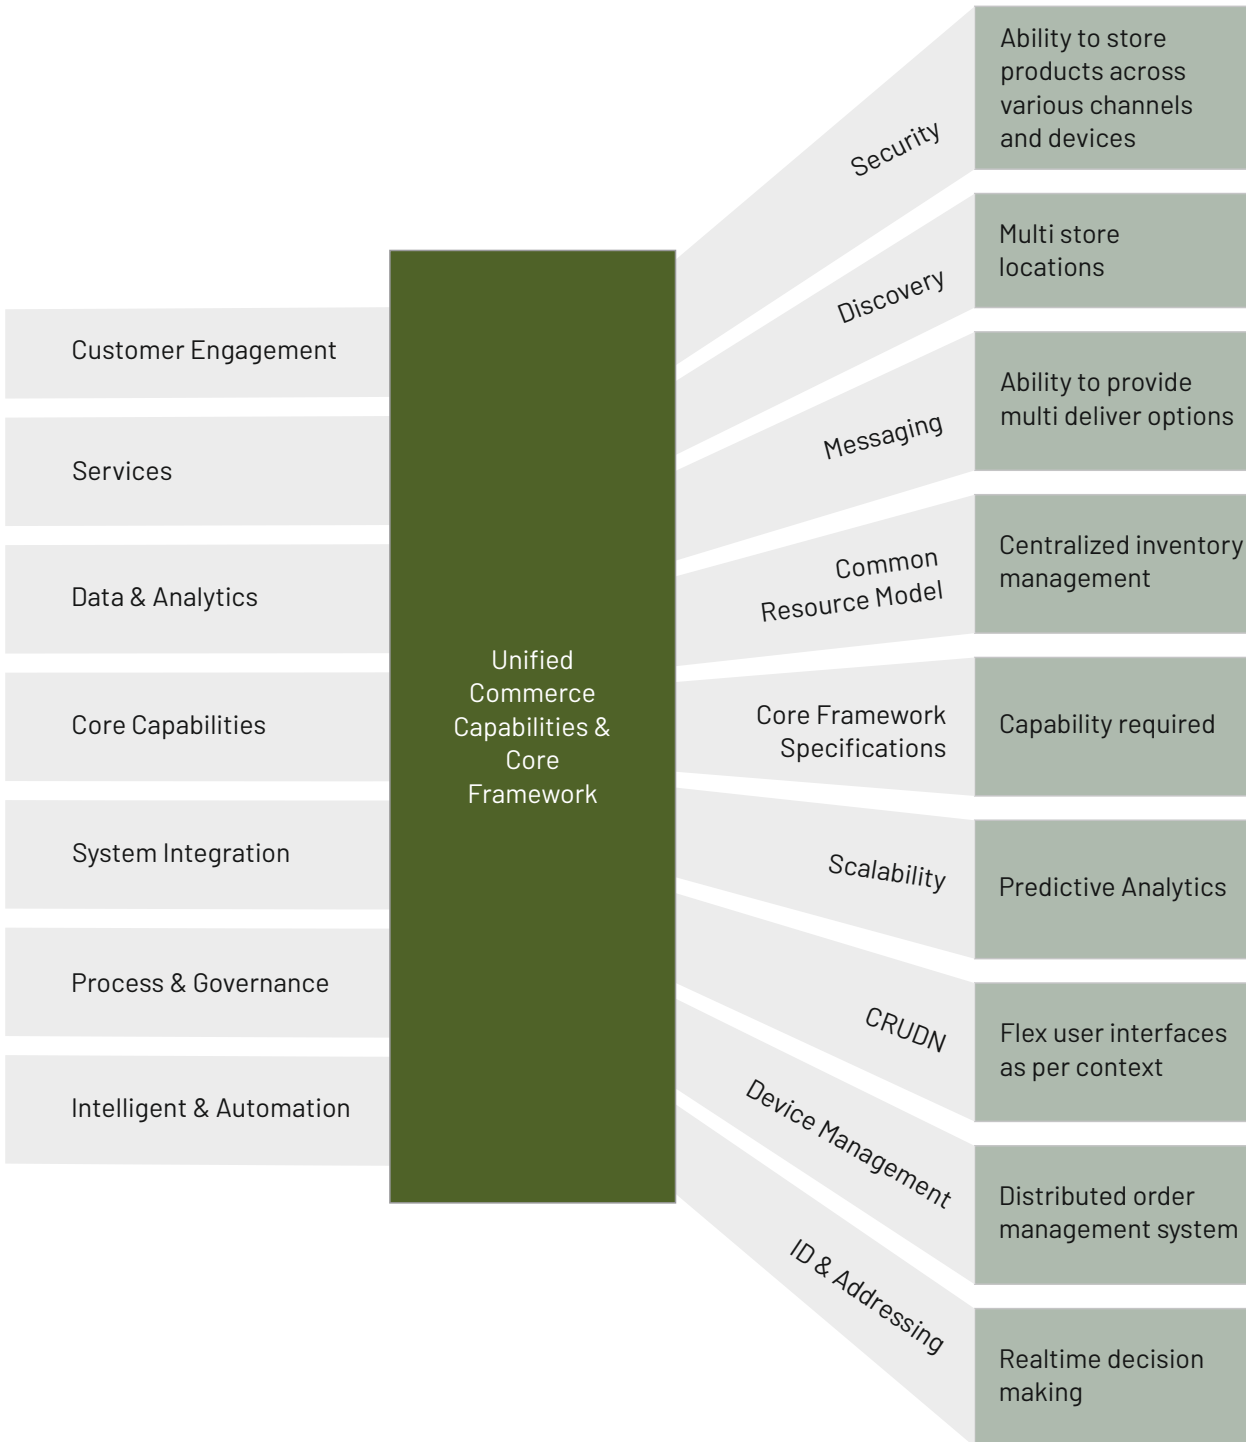 Customer Engagement
Services
Data & Analytics
Core Capabilities
System Integration
Process & Governance
Intelligent & Automation
Unified
Commerce
Capabilities &
Core
Framework
Security
Discovery
Messaging
Common
Resource Model
Core Framework
Specifications
Scalability
CRUDN
Device Management
ID & Addressing
Ability to store
products across
various channels
and devices
Multi store
locations
Ability to provide
multi deliver options
Centralized inventory
management
Capability required
Predictive Analytics
Flex user interfaces
as per context
Distributed order
management system
Realtime decision
making